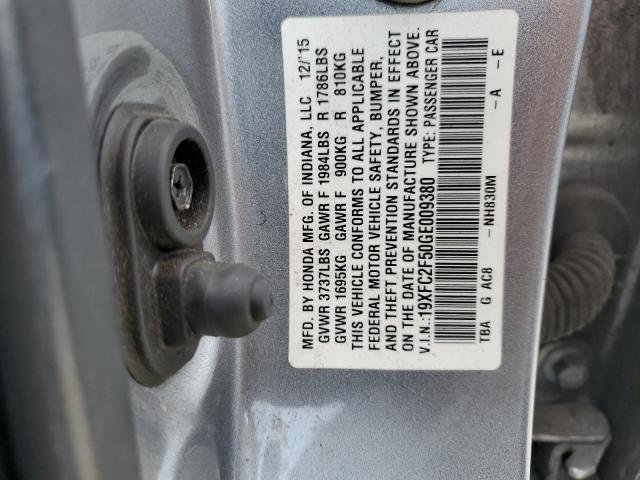 MFD. BY HONDA MFG. OF INDIANA, LLC 12/'15
GVWR 3737LBS GAWR F 1984LBS R 1786LBS
GVWR 1695KG GAWR F 900KG R 810KG
THIS VEHICLE CONFORMS TO ALL APPLICABLE
FEDERAL MOTOR VEHICLE SAFETY, BUMPER,
AND THEFT PREVENTION STANDARDS IN EFFECT
ON THE DATE OF MANUFACTURE SHOWN ABOVE.
V.I.N.:19XFC2F50GE009380 TYPE: PASSENGER CAR
TBA G AC8 -NH830M -A -E